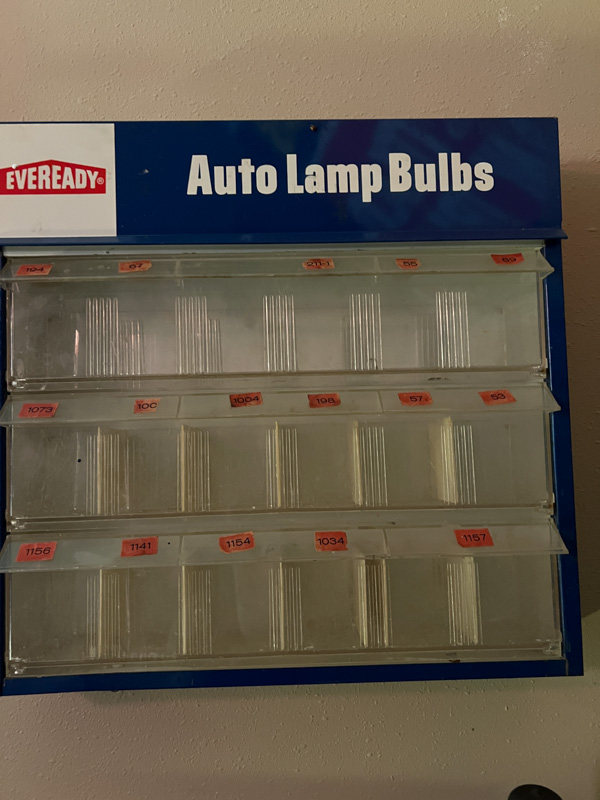 EVEREADY®
Auto Lamp Bulbs
194 67 211-1 55 89
1073 10C 1004 198 57 53
1156 1141 1154 1034 1157